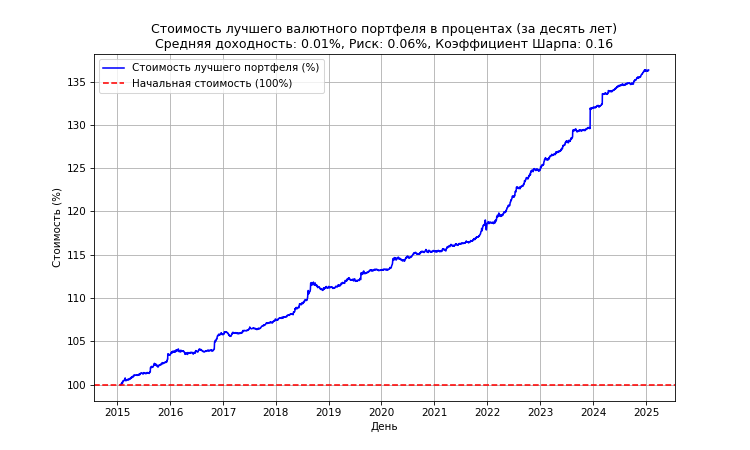 Стоимость лучшего валютного портфеля в процентах (за десять лет)
Средняя доходность: 0.01%, Риск: 0.06%, Коэффициент Шарпа: 0.16
Стоимость лучшего портфеля (%)
Начальная стоимость (100%)
Стоимость (%)
135
130
125
120
115
110
105
100
2015 2016 2017 2018 2019 2020 2021 2022 2023 2024 2025
День